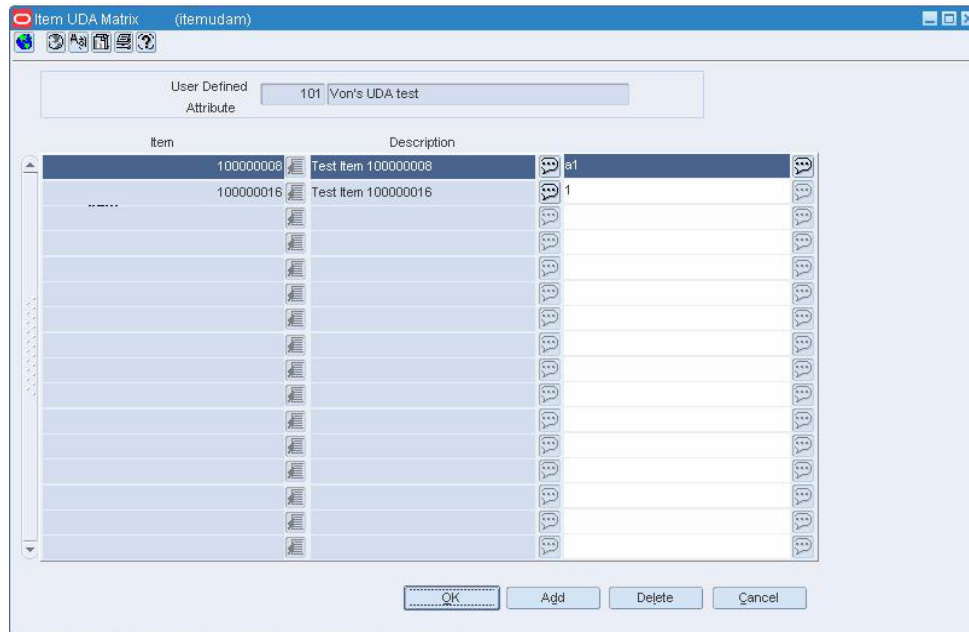 Item UDA Matrix (itemudam)
User Defined Attribute 101 Von's UDA test
Item Description
100000008 Test Item 100000008 a1
100000016 Test Item 100000016 1
OK Add Delete Cancel